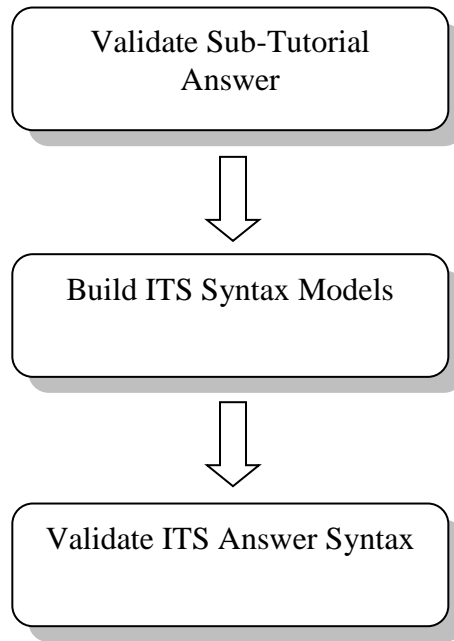 Validate Sub-Tutorial
Answer
Build ITS Syntax Models
Validate ITS Answer Syntax